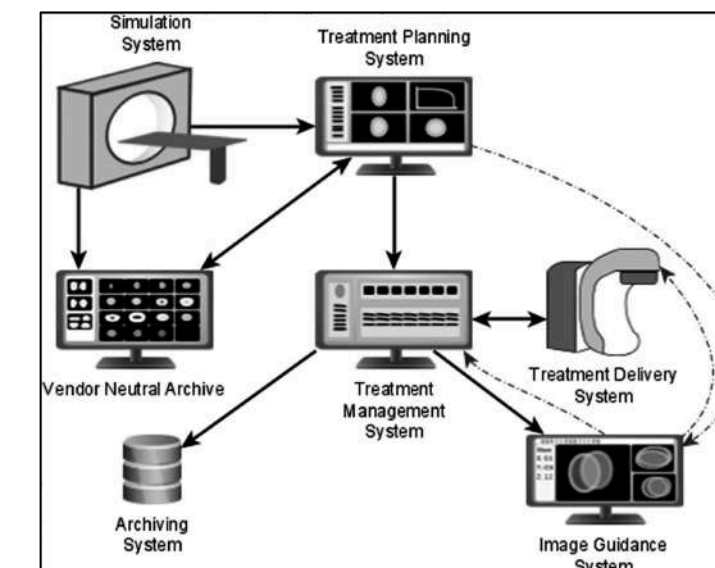 Simulation
System
Treatment Planning
System
Vendor Neutral Archive
Treatment
Management
System
Treatment Delivery
System
Archiving
System
Image Guidance
System